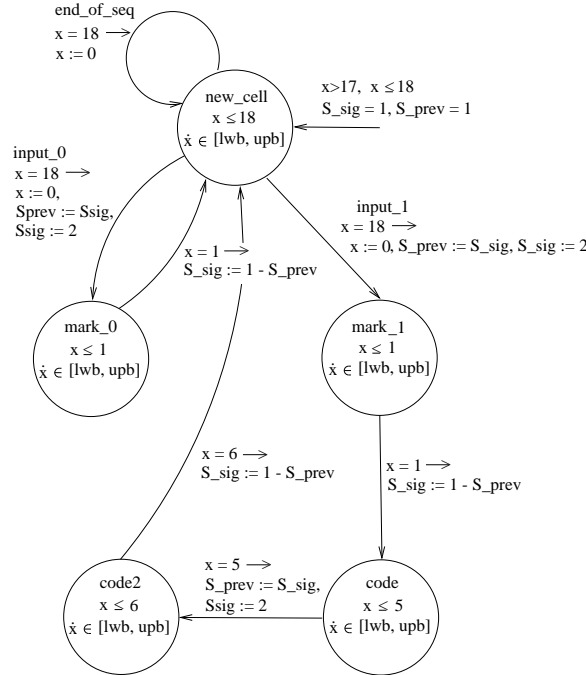 end_of_seq
x = 18 →
x := 0
new_cell
x ≤ 18
ẋ ∈ [lwb, upb]
x>17, x ≤ 18
S_sig = 1, S_prev = 1
input_0
x = 18 →
x := 0,
Sprev := Ssig,
Ssig := 2
input_1
x = 18 →
x := 0, S_prev := S_sig, S_sig := 2
x = 1 →
S_sig := 1 - S_prev
mark_0
x ≤ 1
ẋ ∈ [lwb, upb]
mark_1
x ≤ 1
ẋ ∈ [lwb, upb]
x = 6 →
S_sig := 1 - S_prev
x = 1 →
S_sig := 1 - S_prev
x = 5 →
S_prev := S_sig,
Ssig := 2
code2
x ≤ 6
ẋ ∈ [lwb, upb]
code
x ≤ 5
ẋ ∈ [lwb, upb]